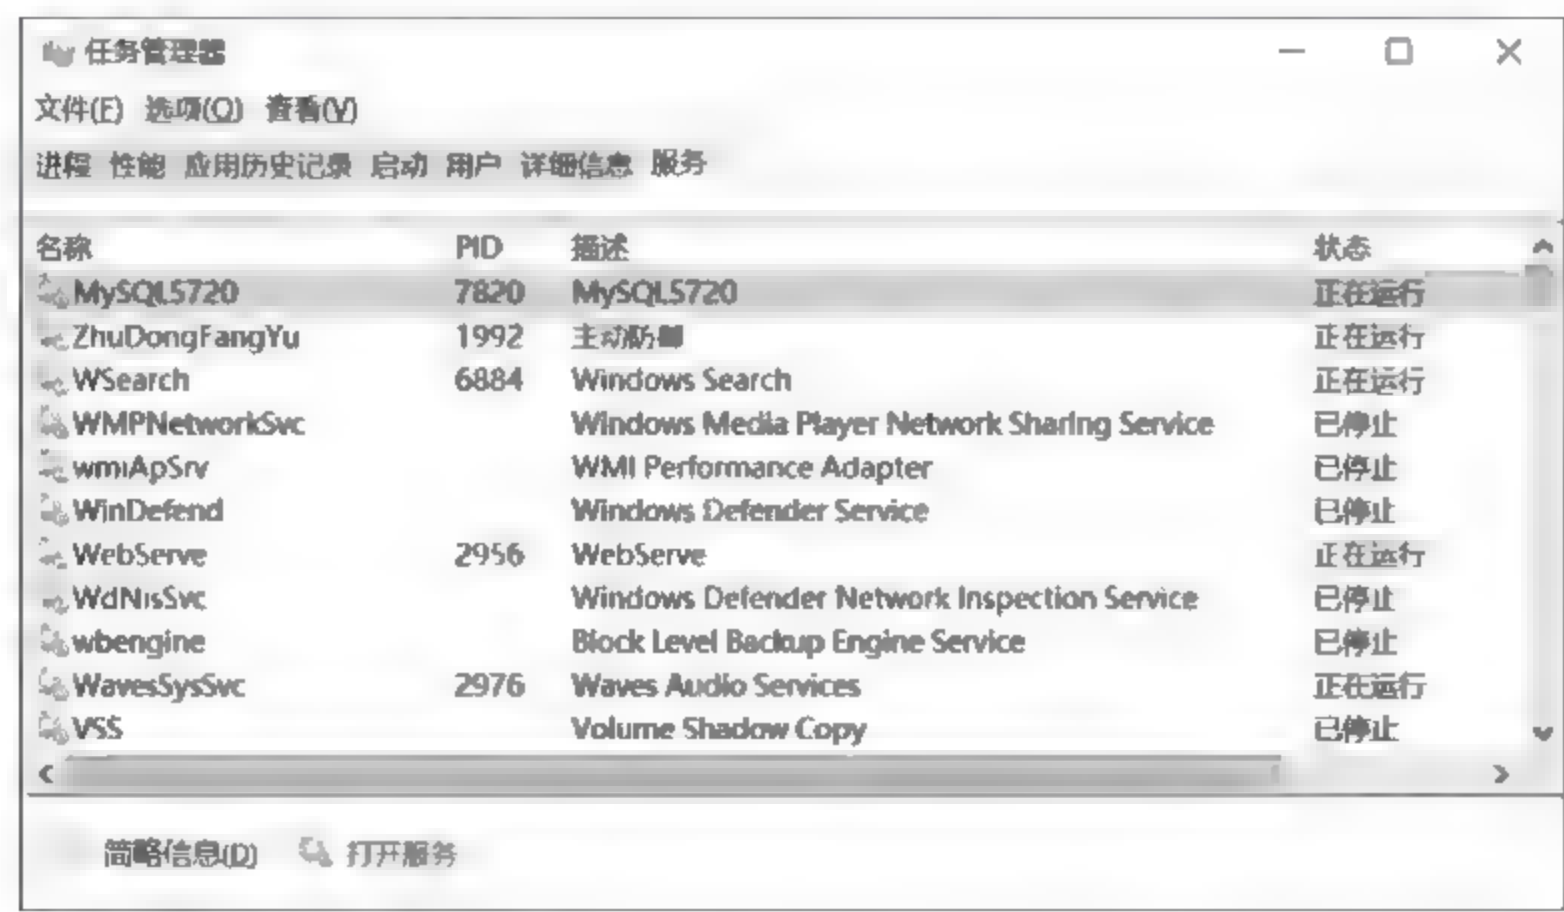 任务管理器
文件(F) 选项(O) 查看(V)
进程 性能 应用历史记录 启动 用户 详细信息 服务
名称 PID 描述 状态
MySQL5720 7820 MySQL5720 正在运行
ZhuDongFangYu 1992 主动防御 正在运行
WSearch 6884 Windows Search 正在运行
WMPNetworkSvc Windows Media Player Network Sharing Service 已停止
wmiApSrv WMI Performance Adapter 已停止
WinDefend Windows Defender Service 已停止
WebServe 2956 WebServe 正在运行
WdNisSvc Windows Defender Network Inspection Service 已停止
wbengine Block Level Backup Engine Service 已停止
WavesSysSvc 2976 Waves Audio Services 正在运行
VSS Volume Shadow Copy 已停止
简略信息(D) 打开服务